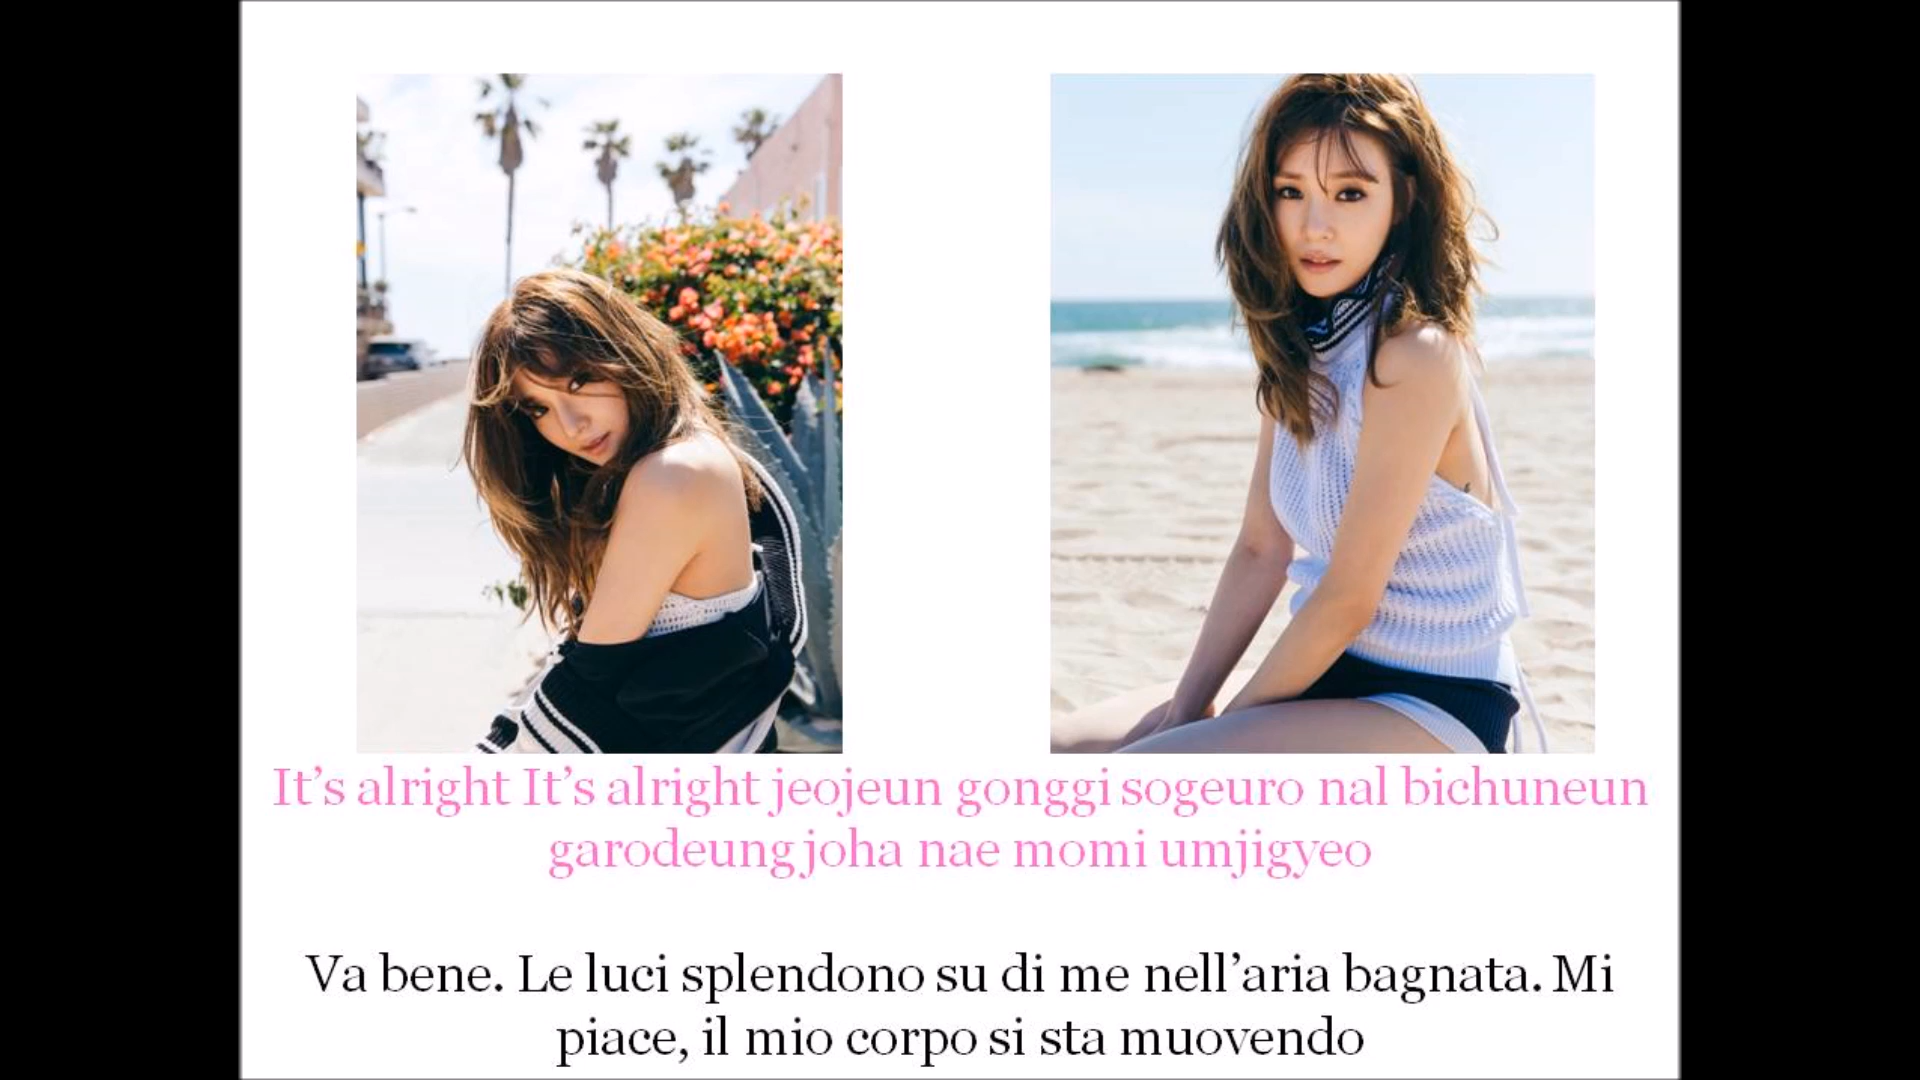 It’s alright It’s alright jeojeun gonggi sogeuro nal bichuneun
garodeung joha nae momi umjigyeo
Va bene. Le luci splendono su di me nell’aria bagnata. Mi
piace, il mio corpo si sta muovendo